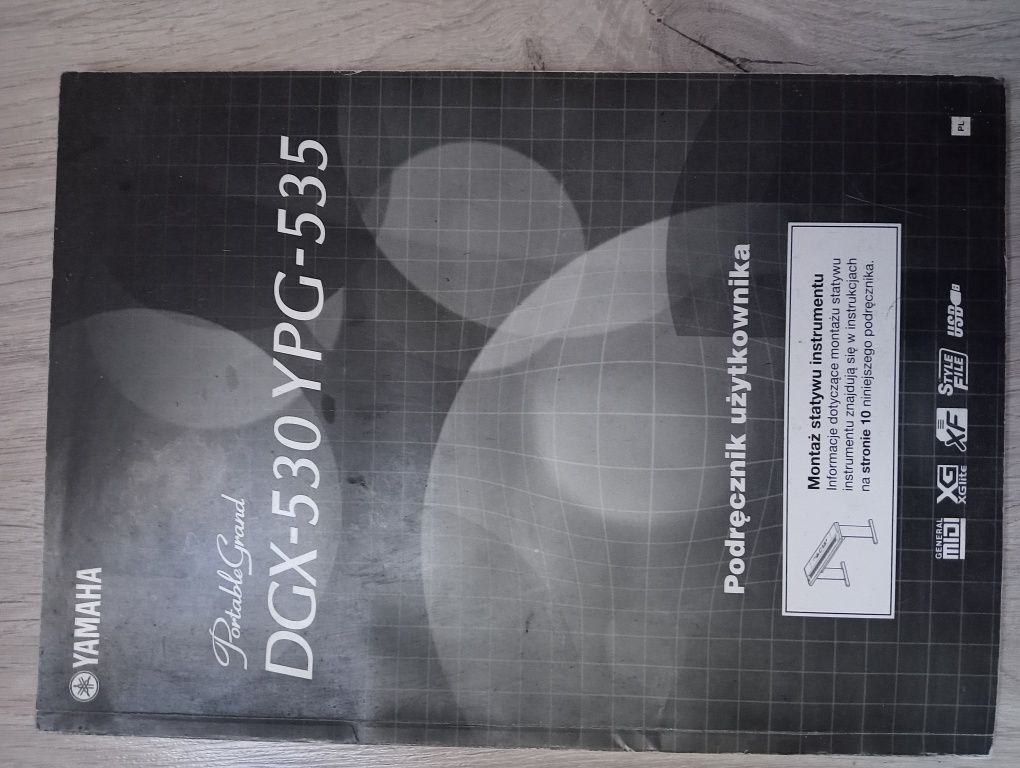 YAMAHA
PortableGrand
DGX-530 YPG-535
Podręcznik użytkownika
Montaż statywu instrumentu
Informacje dotyczące montażu statywu
instrumentu znajdują się w instrukcjach
na stronie 10 niniejszego podręcznika.
GENERAL
MIDI
XG
XGlite
XF
STYLE
FILE
USB
PL